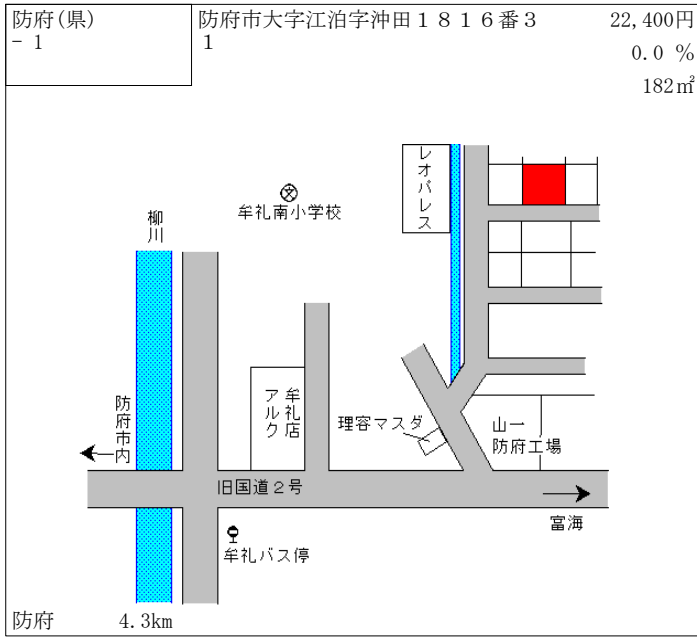 防府(県)
- 1
防府市大字江泊字沖田１８１６番３
1
22,400円
0.0 %
182㎡
レオパレス
牟礼南小学校
柳川
牟礼店
アルク
防府市内
理容マスダ
山一
防府工場
旧国道２号
富海
牟礼バス停
防府 4.3km